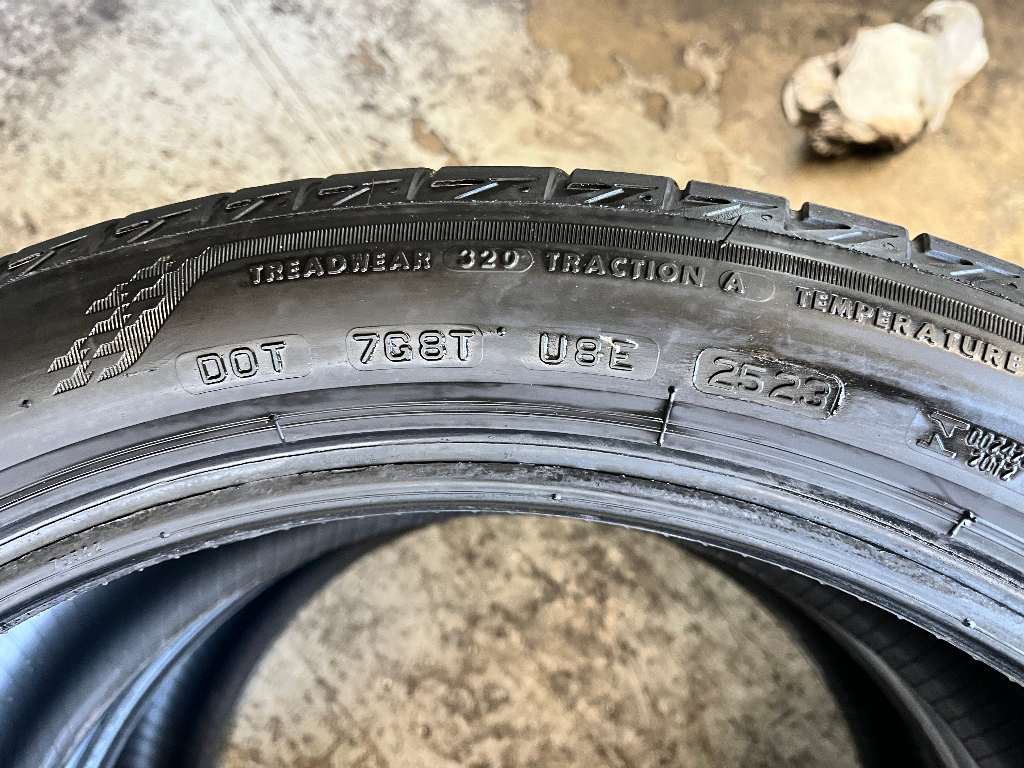 TREADWEAR 320 TRACTION A TEMPERATURE
DOT 7G8T U8E 2523